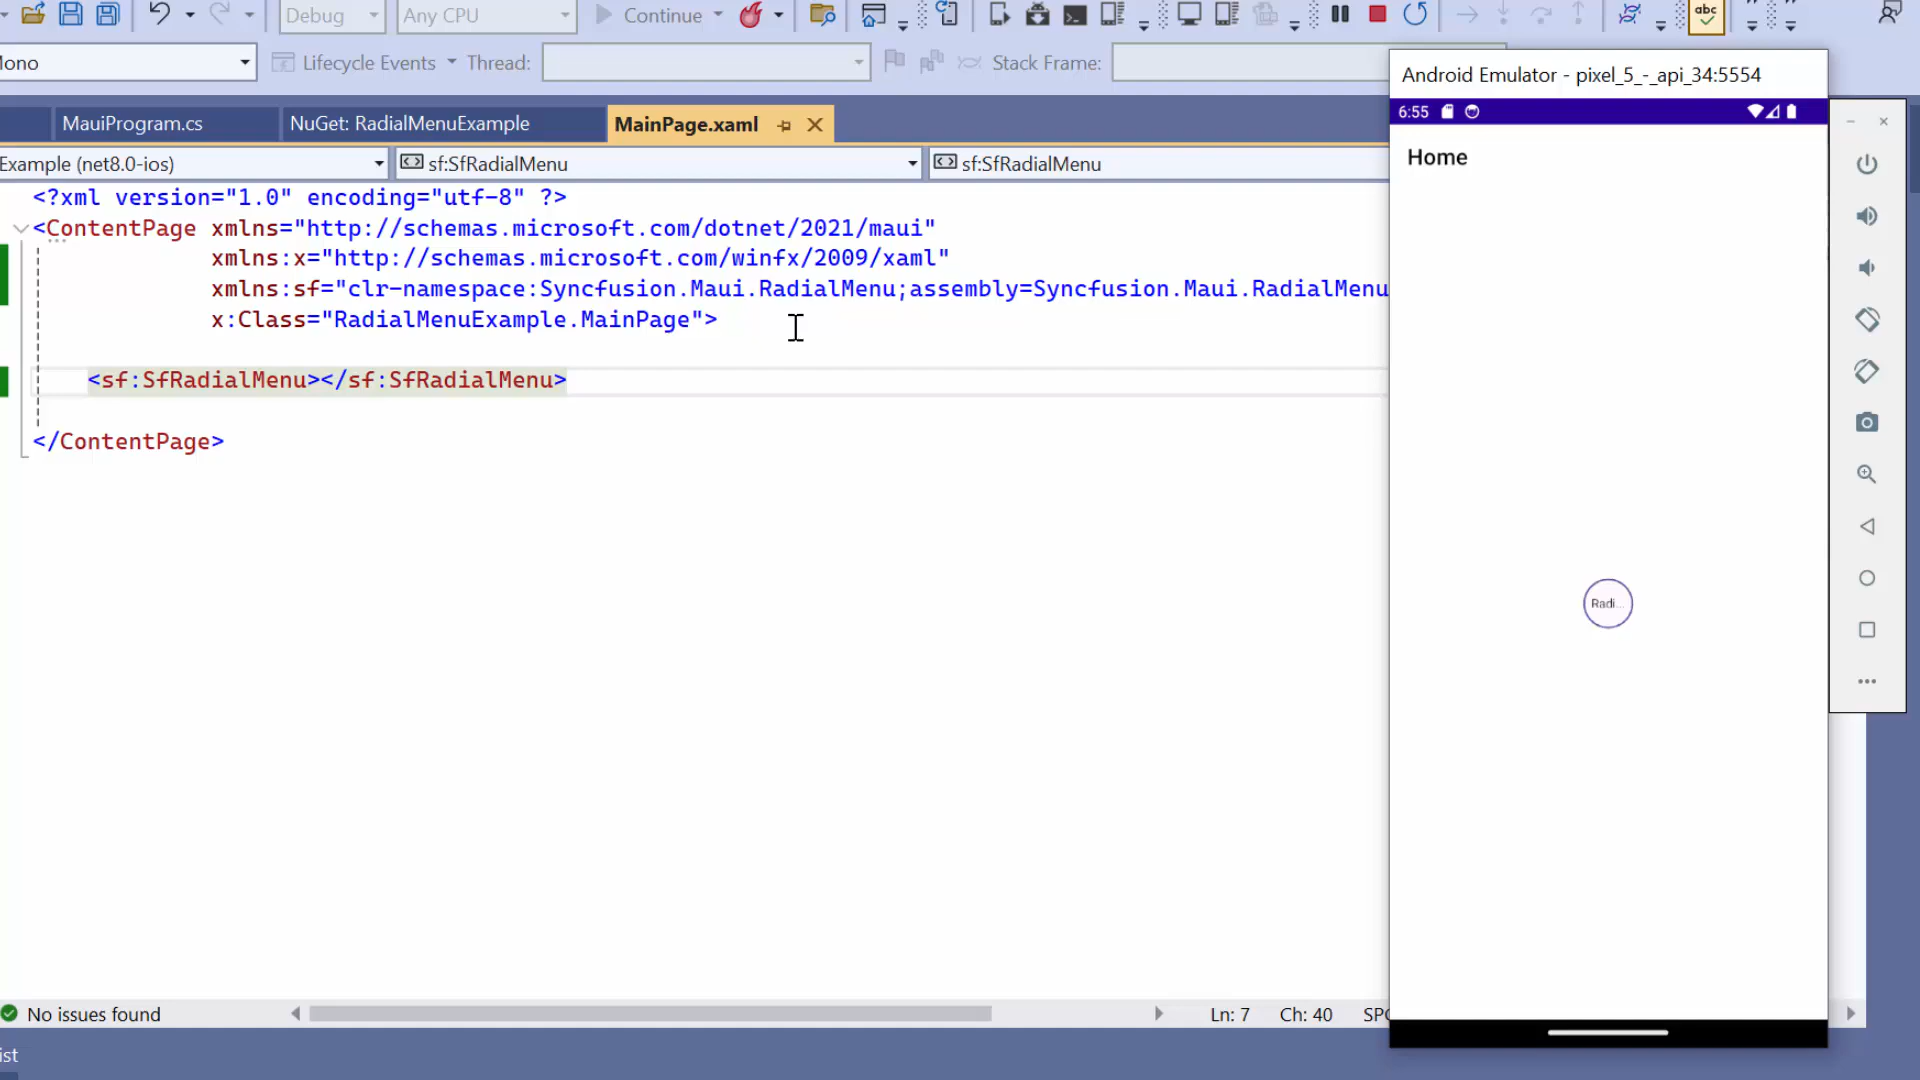 Debug
Any CPU
Continue
abc
Mono
Lifecycle Events
Thread:
Stack Frame:
MauiProgram.cs
NuGet: RadialMenuExample
MainPage.xaml
Example (net8.0-ios)
sf:SfRadialMenu
sf:SfRadialMenu
<?xml version="1.0" encoding="utf-8" ?>
<ContentPage xmlns="http://schemas.microsoft.com/dotnet/2021/maui"
xmlns:x="http://schemas.microsoft.com/winfx/2009/xaml"
xmlns:sf="clr-namespace:Syncfusion.Maui.RadialMenu;assembly=Syncfusion.Maui.RadialMenu
x:Class="RadialMenuExample.MainPage">
<sf:SfRadialMenu></sf:SfRadialMenu>
</ContentPage>
No issues found
Ln: 7
Ch: 40
SPC
ist
Android Emulator - pixel_5_-_api_34:5554
6:55
Home
Radi...